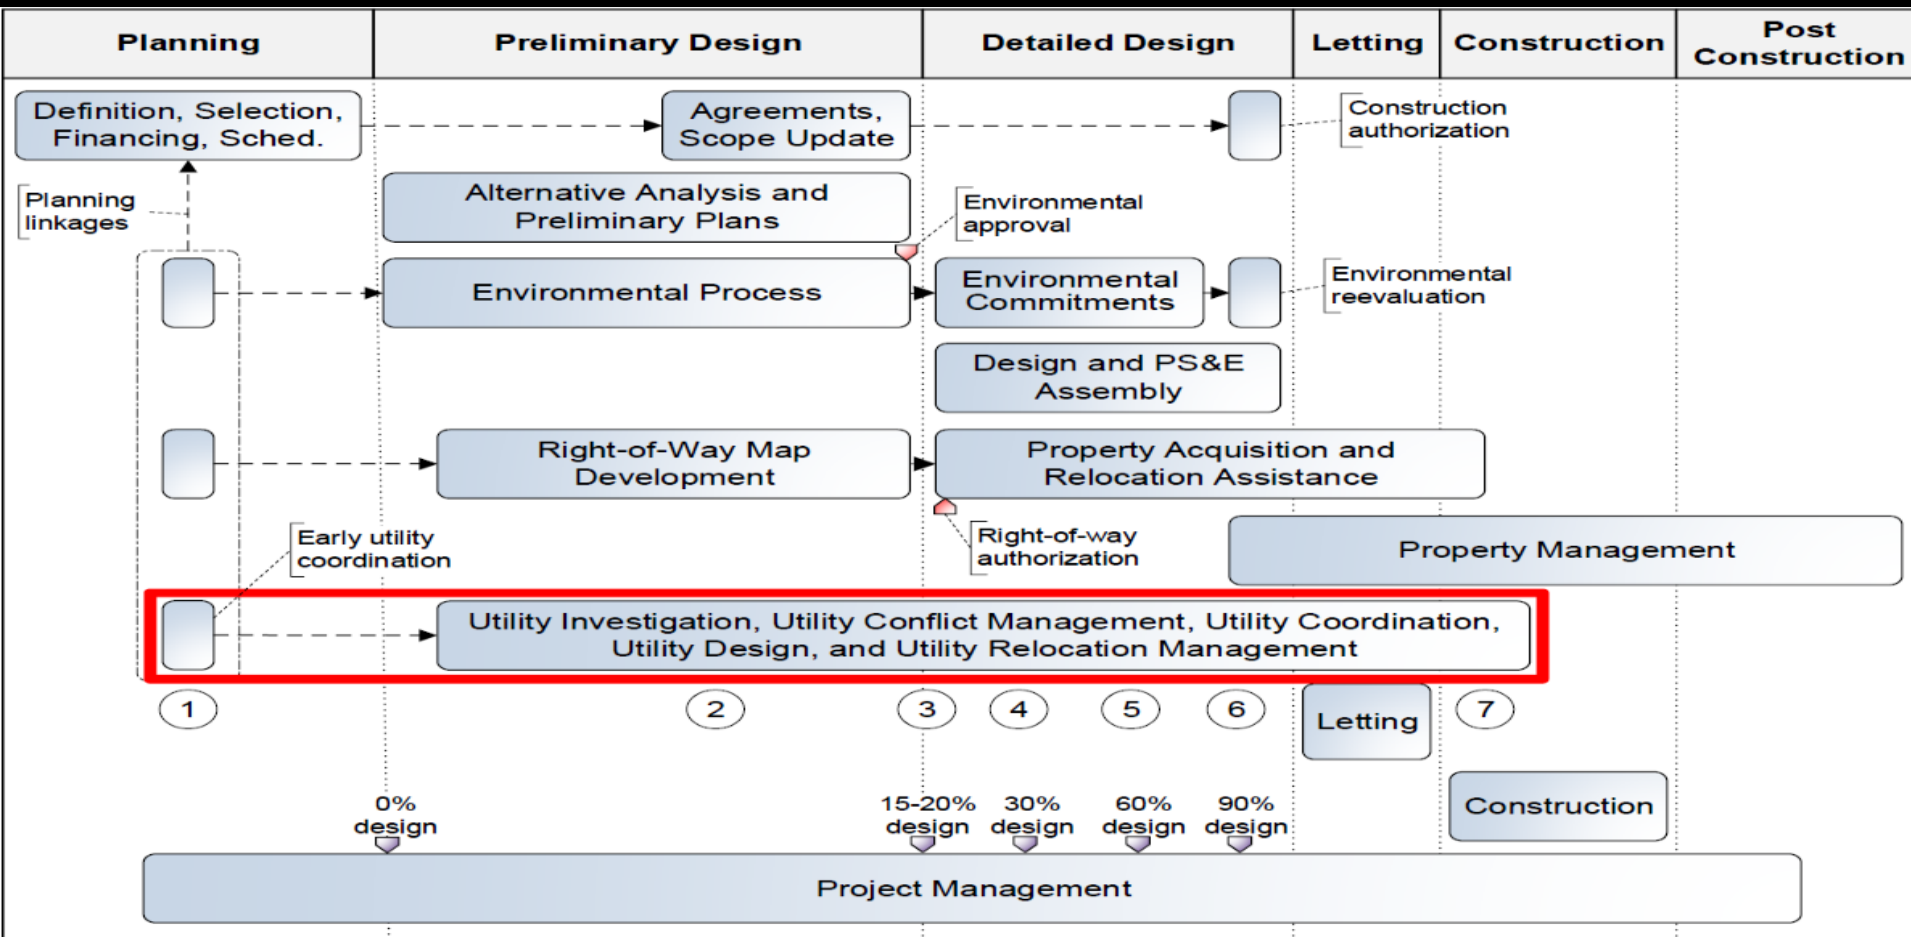 Planning
Preliminary Design
Detailed Design
Letting
Construction
Post
Construction
Definition, Selection,
Financing, Sched.
Agreements,
Scope Update
Construction
authorization
Planning
linkages
Alternative Analysis and
Preliminary Plans
Environmental
approval
Environmental Process
Environmental
Commitments
Environmental
reevaluation
Design and PS&E
Assembly
Right-of-Way Map
Development
Property Acquisition and
Relocation Assistance
Early utility
coordination
Right-of-way
authorization
Property Management
Utility Investigation, Utility Conflict Management, Utility Coordination,
Utility Design, and Utility Relocation Management
1
2
3
4
5
6
7
Letting
0%
design
15-20%
design
30%
design
60%
design
90%
design
Construction
Project Management